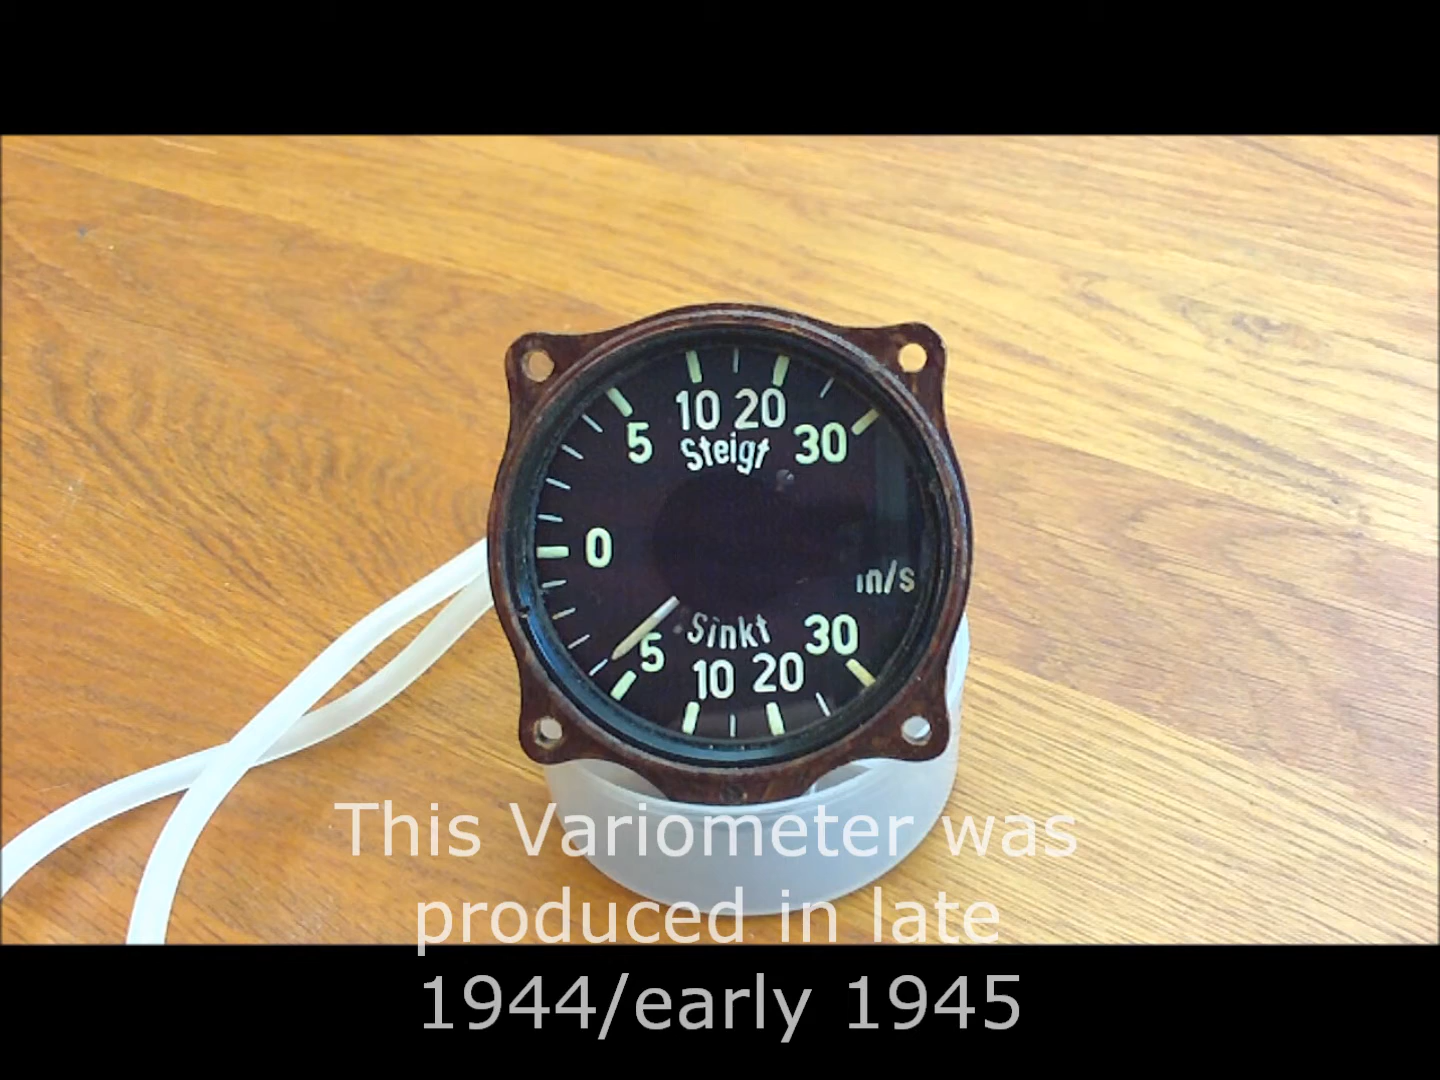 10 20
5 30
Steigt
0
m/s
Sinkt
5 30
10 20
This Variometer was
produced in late
1944/early 1945